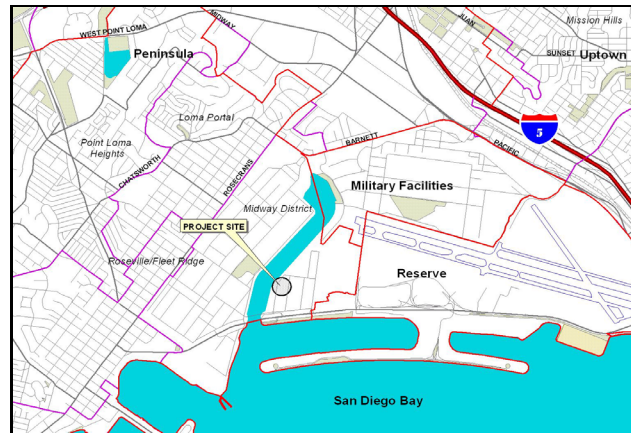 WEST POINT LOMA
MIDWAY
JUAN
Mission Hills
Peninsula
SUNSET
Uptown
Loma Portal
5
Point Loma
Heights
BARNETT
PACIFIC
CHATSWORTH
ROSECRANS
Military Facilities
Midway District
PROJECT SITE
Roseville/Fleet Ridge
Reserve
San Diego Bay